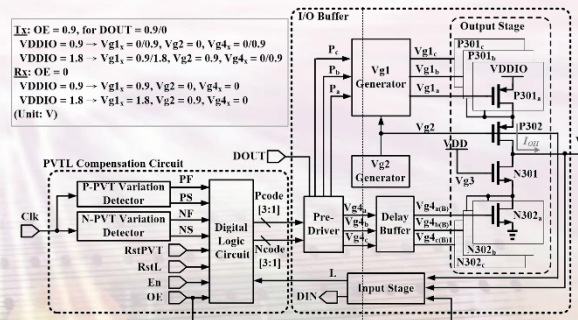 Tx: OE = 0.9, for DOUT = 0.9/0
VDDIO = 0.9 → Vg1x = 0/0.9, Vg2 = 0, Vg4x = 0/0.9
VDDIO = 1.8 → Vg1x = 0.9/1.8, Vg2 = 0.9, Vg4x = 0/0.9
Rx: OE = 0
VDDIO = 0.9 → Vg1x = 0.9, Vg2 = 0, Vg4x = 0
VDDIO = 1.8 → Vg1x = 1.8, Vg2 = 0.9, Vg4x = 0
(Unit: V)
I/O Buffer
Output Stage
P301c
P301b
VDDIO
P301a
Pc
Pb
Pa
Vg1
Generator
Vg1c
Vg1b
Vg1a
Vg2
P302
IOH
Vg2
Generator
VDD
Vg3
N301
DOUT
PVTL Compensation Circuit
Clk
P-PVT Variation
Detector
N-PVT Variation
Detector
PF
PS
NF
NS
RstPVT
RstL
En
OE
Digital
Logic
Circuit
Pcode
[3:1]
Ncode
[3:1]
Pre-
Driver
Vg4a
Vg4b
Vg4c
Delay
Buffer
Vg4a(B)
Vg4b(B)
Vg4c(B)
N302a
N302b
N302c
L
DIN
Input Stage